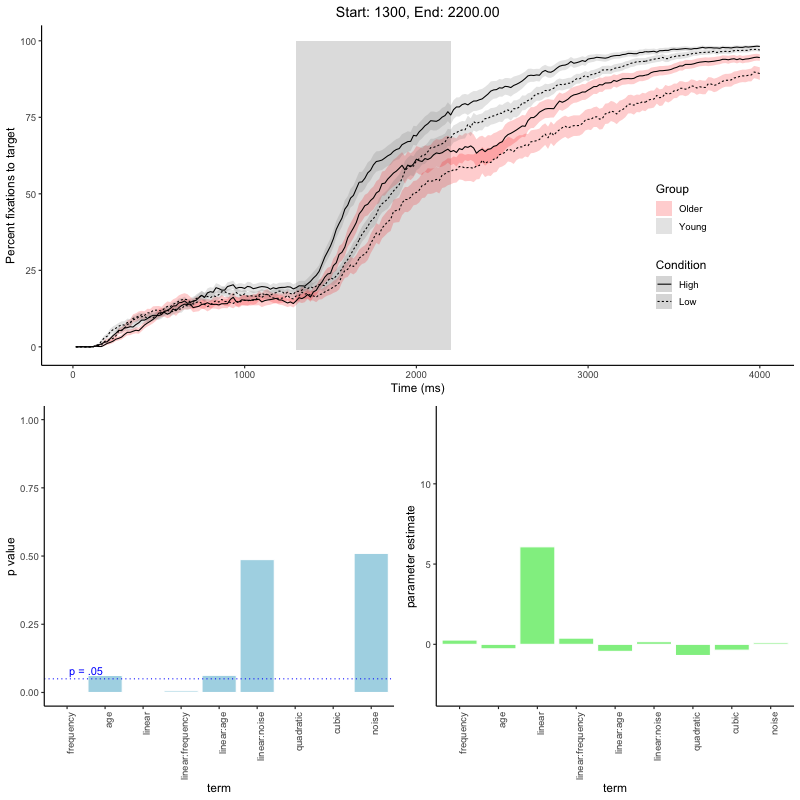 Start: 1300, End: 2200.00
Percent fixations to target
100
75
50
25
0
0
1000
2000
3000
4000
Time (ms)
Group
Older
Young
Condition
High
Low
p value
1.00
0.75
0.50
0.25
0.00
p = .05
frequency
age
linear
linear:frequency
linear:age
linear:noise
quadratic
cubic
noise
term
parameter estimate
10
5
0
frequency
age
linear
linear:frequency
linear:age
linear:noise
quadratic
cubic
noise
term